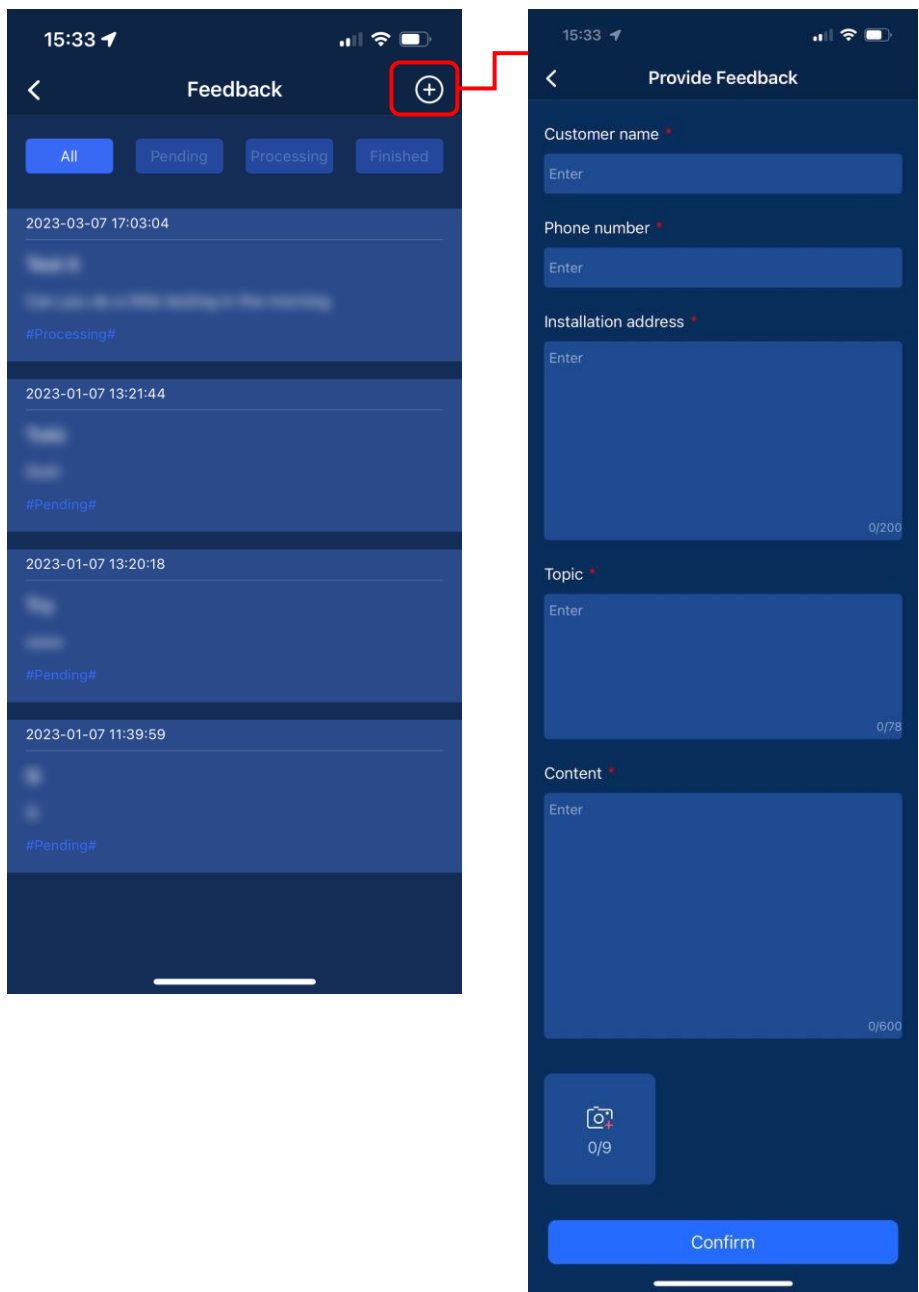 15:33
Feedback
All Pending Processing Finished
2023-03-07 17:03:04
#Processing#
2023-01-07 13:21:44
#Pending#
2023-01-07 13:20:18
#Pending#
2023-01-07 11:39:59
#Pending#
15:33
Provide Feedback
Customer name *
Enter
Phone number *
Enter
Installation address *
Enter
0/200
Topic *
Enter
0/78
Content *
Enter
0/600
0/9
Confirm